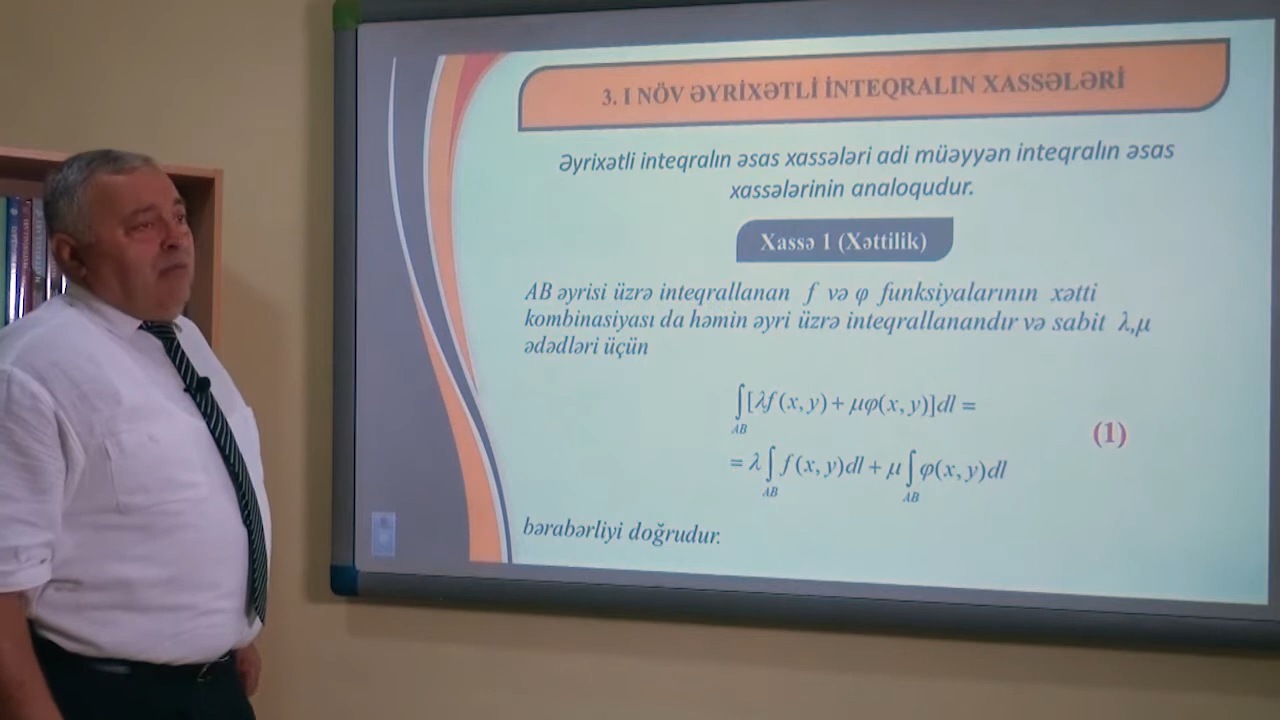 3. I NÖV ƏYRİXƏTLİ İNTEQRALIN XASSƏLƏRİ
Əyrixətli inteqralın əsas xassələri adi müəyyən inteqralın əsas
xassələrinin analoqudur.
Xassə 1 (Xəttilik)
AB əyrisi üzrə inteqrallanan f və φ funksiyalarının xətti
kombinasiyası da həmin əyri üzrə inteqrallanandır və sabit λ,μ
ədədləri üçün
∫[λf(x,y)+μφ(x,y)]dl =
AB
(1)
= λ∫f(x,y)dl + μ∫φ(x,y)dl
AB AB
bərabərliyi doğrudur.